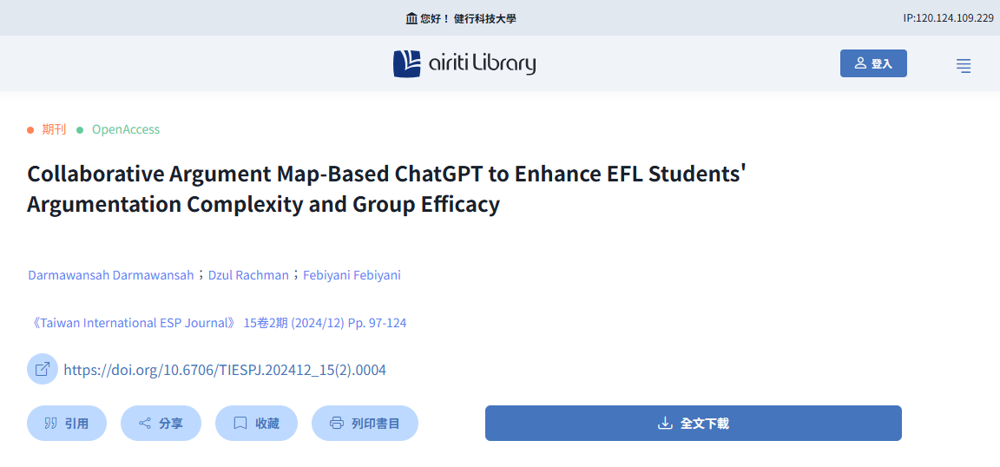 您好! 健行科技大學
IP:120.124.109.229
airiti Library
登入
期刊 OpenAccess
Collaborative Argument Map-Based ChatGPT to Enhance EFL Students'
Argumentation Complexity and Group Efficacy
Darmawansah Darmawansah；Dzul Rachman；Febiyani Febiyani
《Taiwan International ESP Journal》 15卷2期 (2024/12) Pp. 97-124
https://doi.org/10.6706/TIESPJ.202412_15(2).0004
引用 分享 收藏 列印書目 全文下載